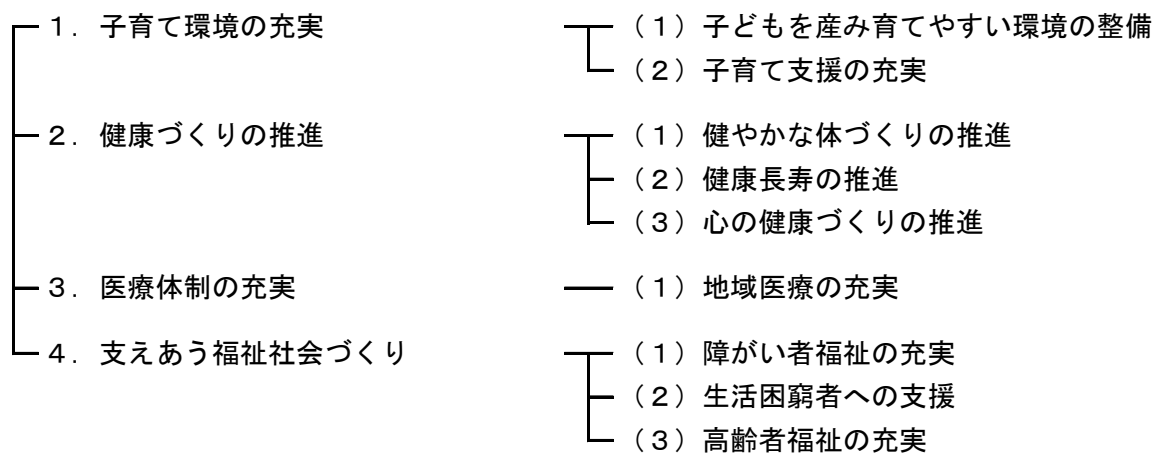 １．子育て環境の充実 （１）子どもを産み育てやすい環境の整備
（２）子育て支援の充実
２．健康づくりの推進 （１）健やかな体づくりの推進
（２）健康長寿の推進
（３）心の健康づくりの推進
３．医療体制の充実 （１）地域医療の充実
４．支えあう福祉社会づくり （１）障がい者福祉の充実
（２）生活困窮者への支援
（３）高齢者福祉の充実